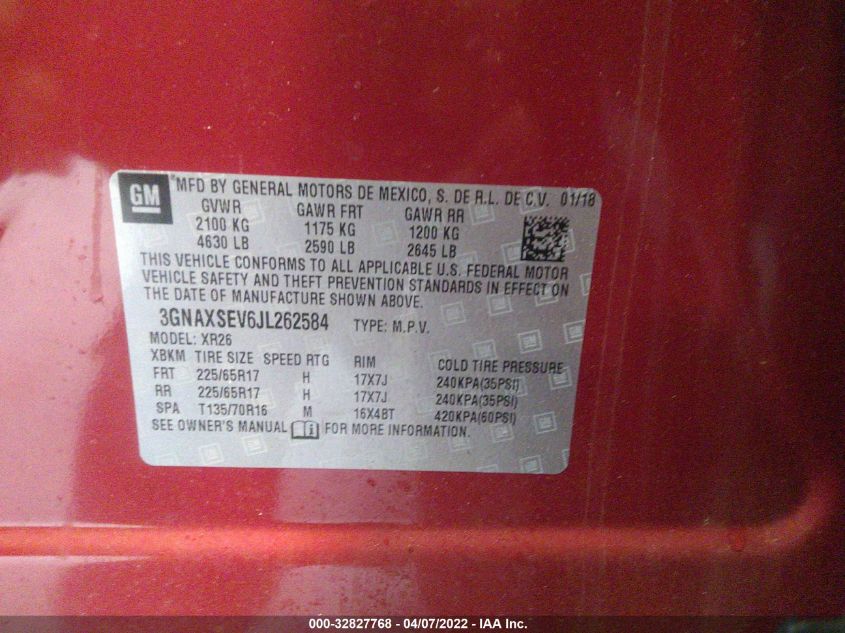 GM
MFD BY GENERAL MOTORS DE MEXICO, S. DE R.L. DE C.V. 01/18
GVWR GAWR FRT GAWR RR
2100 KG 1175 KG 1200 KG
4630 LB 2590 LB 2645 LB
THIS VEHICLE CONFORMS TO ALL APPLICABLE U.S. FEDERAL MOTOR
VEHICLE SAFETY AND THEFT PREVENTION STANDARDS IN EFFECT ON
THE DATE OF MANUFACTURE SHOWN ABOVE.
3GNAXSEV6JL262584 TYPE: M.P.V.
MODEL: XR26
XBKM TIRE SIZE SPEED RTG RIM COLD TIRE PRESSURE
FRT 225/65R17 H 17X7J 240KPA(35PSI)
RR 225/65R17 H 17X7J 240KPA(35PSI)
SPA T135/70R16 M 16X4BT 420KPA(60PSI)
SEE OWNER'S MANUAL FOR MORE INFORMATION.
000-32827768 - 04/07/2022 - IAA Inc.